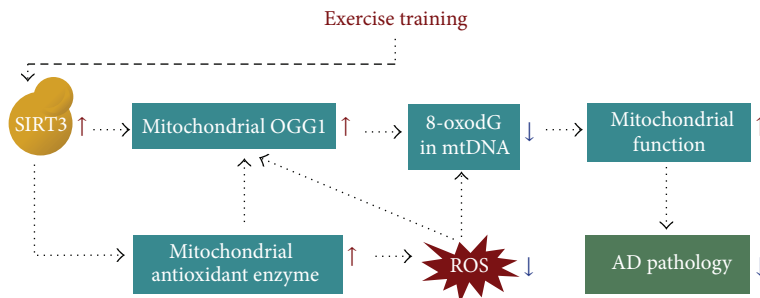 Exercise training
SIRT3 ↑
Mitochondrial OGG1 ↑
8-oxodG
in mtDNA ↓
Mitochondrial
function ↑
Mitochondrial
antioxidant enzyme ↑
ROS ↓
AD pathology ↓